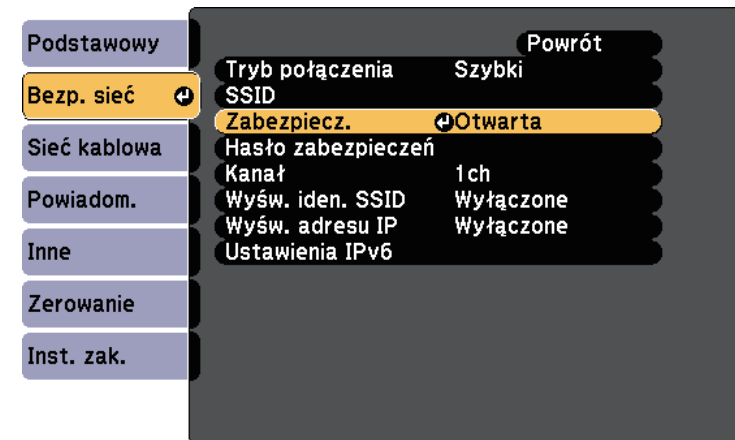 Podstawowy
Bezp. sieć
Sieć kablowa
Powiadom.
Inne
Zerowanie
Inst. zak.
Powrót
Tryb połączenia Szybki
SSID
Zabezpiecz. Otwarta
Hasło zabezpieczeń
Kanał 1ch
Wyśw. iden. SSID Wyłączone
Wyśw. adresu IP Wyłączone
Ustawienia IPv6